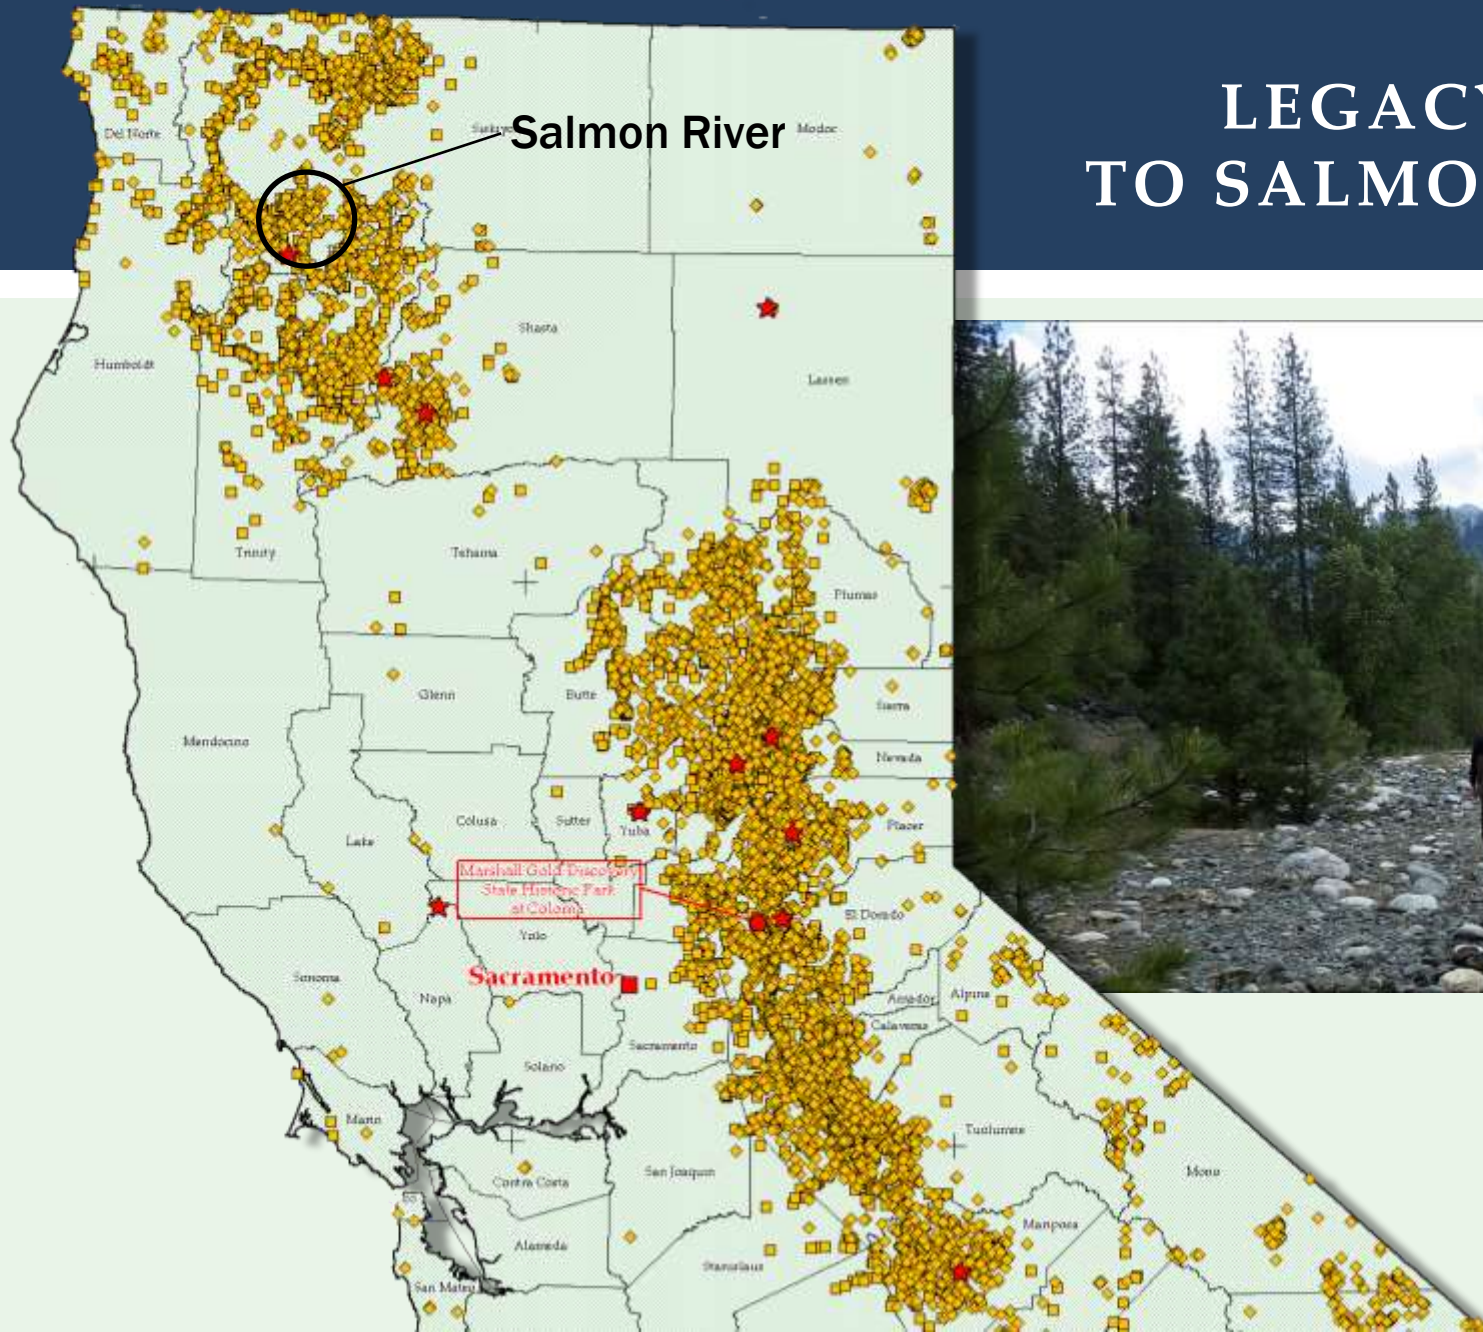 LEGACY
TO SALMO
Salmon River
Del Norte
Modoc
Humboldt
Shasta
Lassen
Trinity
Tehama
Plumas
Glenn
Butte
Sierra
Mendocino
Nevada
Colusa
Sutter
Yuba
Placer
Lake
Marshall Gold Discovery
State Historic Park
at Coloma
El Dorado
Yolo
Sonoma
Sacramento
Napa
Amador
Alpine
Calaveras
Sacramento
Solano
Marin
Tuolumne
San Joaquin
Mono
Contra Costa
Mariposa
Alameda
Stanislaus
San Mateo